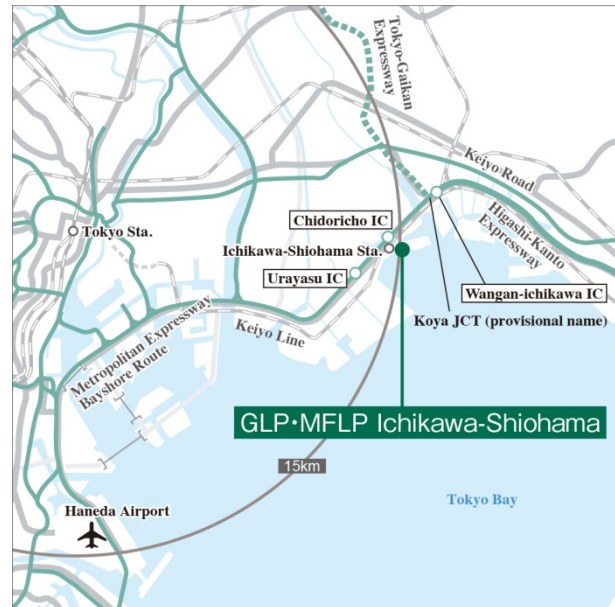 Tokyo-Gaikan
Expressway
Keiyo Road
Chidoricho IC
Higashi-Kanto
Expressway
Tokyo Sta.
Ichikawa-Shiohama Sta.
Urayasu IC
Wangan-ichikawa IC
Koya JCT (provisional name)
Metropolitan Expressway
Bayshore Route
Keiyo Line
GLP•MFLP Ichikawa-Shiohama
15km
Tokyo Bay
Haneda Airport